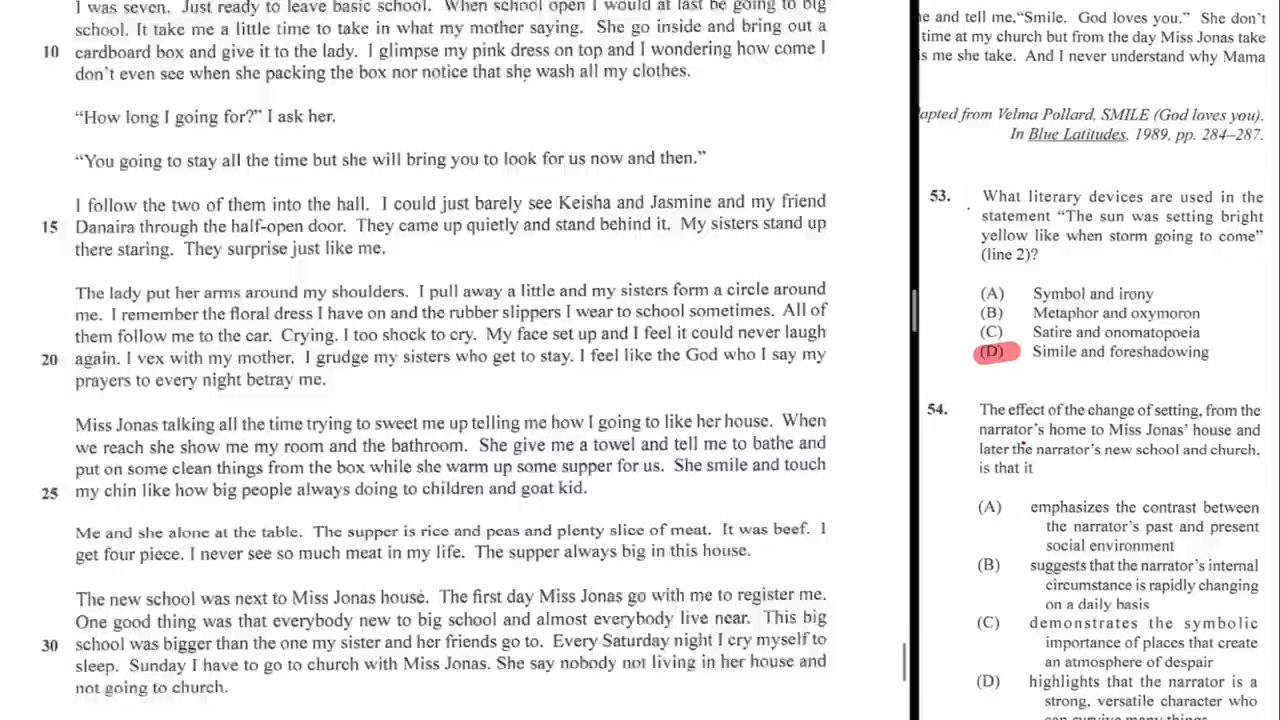 I was seven. Just ready to leave basic school. When school open I would at last be going to big
school. It take me a little time to take in what my mother saying. She go inside and bring out a
10 cardboard box and give it to the lady. I glimpse my pink dress on top and I wondering how come I
don't even see when she packing the box nor notice that she wash all my clothes.
"How long I going for?" I ask her.
"You going to stay all the time but she will bring you to look for us now and then."
I follow the two of them into the hall. I could just barely see Keisha and Jasmine and my friend
15 Danaira through the half-open door. They came up quietly and stand behind it. My sisters stand up
there staring. They surprise just like me.
The lady put her arms around my shoulders. I pull away a little and my sisters form a circle around
me. I remember the floral dress I have on and the rubber slippers I wear to school sometimes. All of
them follow me to the car. Crying. I too shock to cry. My face set up and I feel it could never laugh
20 again. I vex with my mother. I grudge my sisters who get to stay. I feel like the God who I say my
prayers to every night betray me.
Miss Jonas talking all the time trying to sweet me up telling me how I going to like her house. When
we reach she show me my room and the bathroom. She give me a towel and tell me to bathe and
put on some clean things from the box while she warm up some supper for us. She smile and touch
25 my chin like how big people always doing to children and goat kid.
Me and she alone at the table. The supper is rice and peas and plenty slice of meat. It was beef. I
get four piece. I never see so much meat in my life. The supper always big in this house.
The new school was next to Miss Jonas house. The first day Miss Jonas go with me to register me.
One good thing was that everybody new to big school and almost everybody live near. This big
30 school was bigger than the one my sister and her friends go to. Every Saturday night I cry myself to
sleep. Sunday I have to go to church with Miss Jonas. She say nobody not living in her house and
not going to church.
and tell me, "Smile. God loves you." She don't
time at my church but from the day Miss Jonas take
me she take. And I never understand why Mama
apted from Velma Pollard, SMILE (God loves you).
In Blue Latitudes, 1989, pp. 284–287.
53. What literary devices are used in the
statement "The sun was setting bright
yellow like when storm going to come"
(line 2)?
(A) Symbol and irony
(B) Metaphor and oxymoron
(C) Satire and onomatopoeia
(D) Simile and foreshadowing
54. The effect of the change of setting, from the
narrator's home to Miss Jonas' house and
later the narrator's new school and church,
is that it
(A) emphasizes the contrast between
the narrator's past and present
social environment
(B) suggests that the narrator's internal
circumstance is rapidly changing
on a daily basis
(C) demonstrates the symbolic
importance of places that create
an atmosphere of despair
(D) highlights that the narrator is a
strong, versatile character who
can survive many things